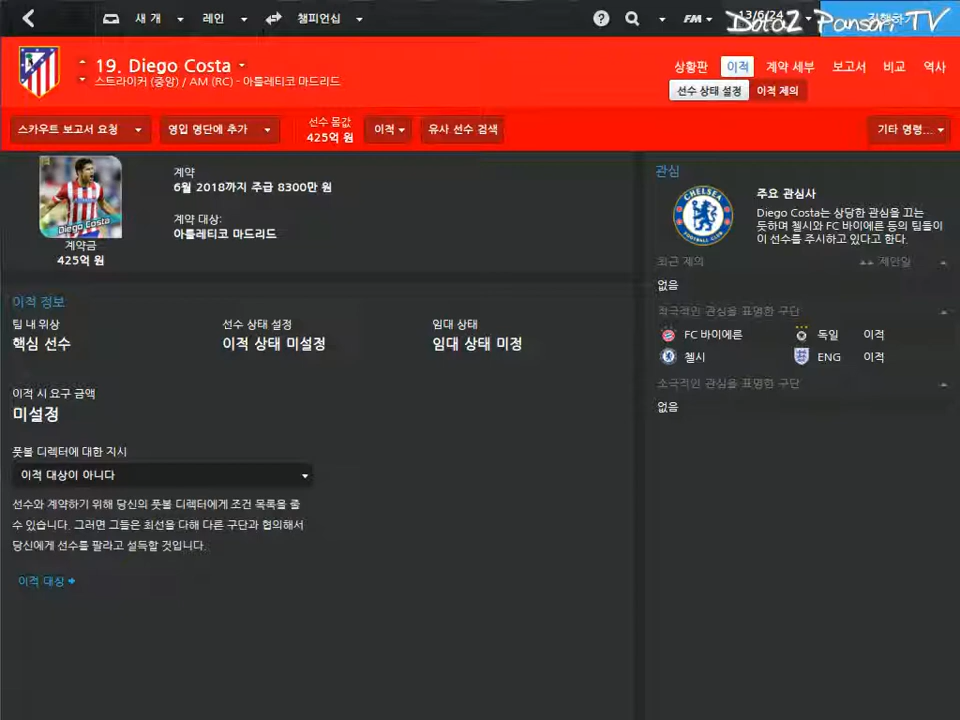 새 개
레인
챔피언십
FM
13/6/24
Dota2 Pansori TV
19. Diego Costa
스트라이커 (중앙) / AM (RC) - 아틀레티코 마드리드
상황판
이적
계약 세부
보고서
비교
역사
선수 상태 설정
이적 제의
스카우트 보고서 요청
영입 명단에 추가
선수 몸값
425억 원
이적
유사 선수 검색
기타 명령...
Diego Costa
계약금
425억 원
계약
6월 2018까지 주급 8300만 원
계약 대상:
아틀레티코 마드리드
이적 정보
팀 내 위상
핵심 선수
선수 상태 설정
이적 상태 미설정
임대 상태
임대 상태 미정
이적 시 요구 금액
미설정
풋볼 디렉터에 대한 지시
이적 대상이 아니다
선수와 계약하기 위해 당신의 풋볼 디렉터에게 조건 목록을 줄
수 있습니다. 그러면 그들은 최선을 다해 다른 구단과 협의해서
당신에게 선수를 팔라고 설득할 것입니다.
이적 대상
관심
CHELSEA
FOOTBALL CLUB
주요 관심사
Diego Costa는 상당한 관심을 끄는
듯하며 첼시와 FC 바이에른 등의 팀들이
이 선수를 주시하고 있다고 한다.
최근 제의
제안일
없음
적극적인 관심을 표명한 구단
FC 바이에른
독일
이적
첼시
ENG
이적
소극적인 관심을 표명한 구단
없음